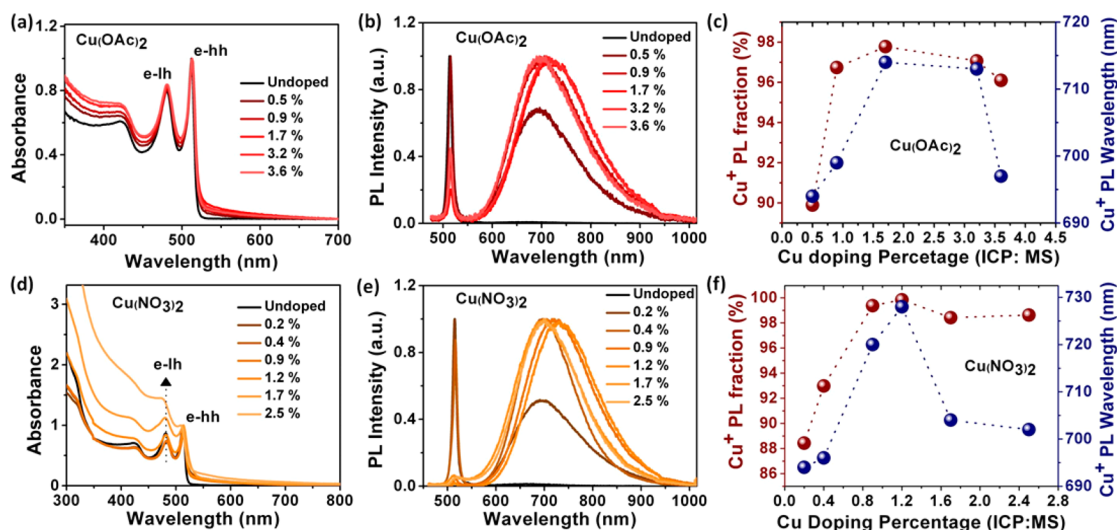 (a)
Cu(OAc)2
e-lh
e-hh
Undoped
0.5 %
0.9 %
1.7 %
3.2 %
3.6 %
Absorbance
0.0
0.4
0.8
400
500
600
700
Wavelength (nm)
(b)
Cu(OAc)2
Undoped
0.5 %
0.9 %
1.7 %
3.2 %
3.6 %
PL Intensity (a.u.)
0.0
0.4
0.8
1.2
500
600
700
800
900
1000
Wavelength (nm)
(c)
Cu+ PL fraction (%)
90
92
94
96
98
Cu(OAc)2
Cu+ PL Wavelength (nm)
690
700
710
720
0.0
0.5
1.0
1.5
2.0
2.5
3.0
3.5
4.0
4.5
Cu doping Percetage (ICP: MS)
(d)
Cu(NO3)2
e-lh
e-hh
Undoped
0.2 %
0.4 %
0.9 %
1.2 %
1.7 %
2.5 %
Absorbance
0
1
2
3
300
400
500
600
700
Wavelength (nm)
(e)
Cu(NO3)2
Undoped
0.2 %
0.4 %
0.9 %
1.2 %
1.7 %
2.5 %
PL Intensity (a.u.)
0.0
0.4
0.8
1.2
500
600
700
800
900
1000
Wavelength (nm)
(f)
Cu+ PL fraction (%)
86
88
90
92
94
96
98
100
Cu(NO3)2
Cu+ PL Wavelength (nm)
690
700
710
720
730
0.0
0.4
0.8
1.2
1.6
2.0
2.4
2.8
Cu Doping Percentage (ICP:MS)